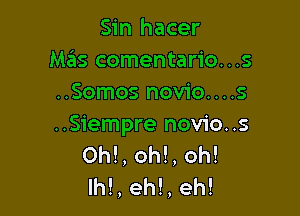 Sin hacer
Más comentario...s
..Somos novio....s
..Siempre novio..s
Oh!, oh!, oh!
Ih!, eh!, eh!